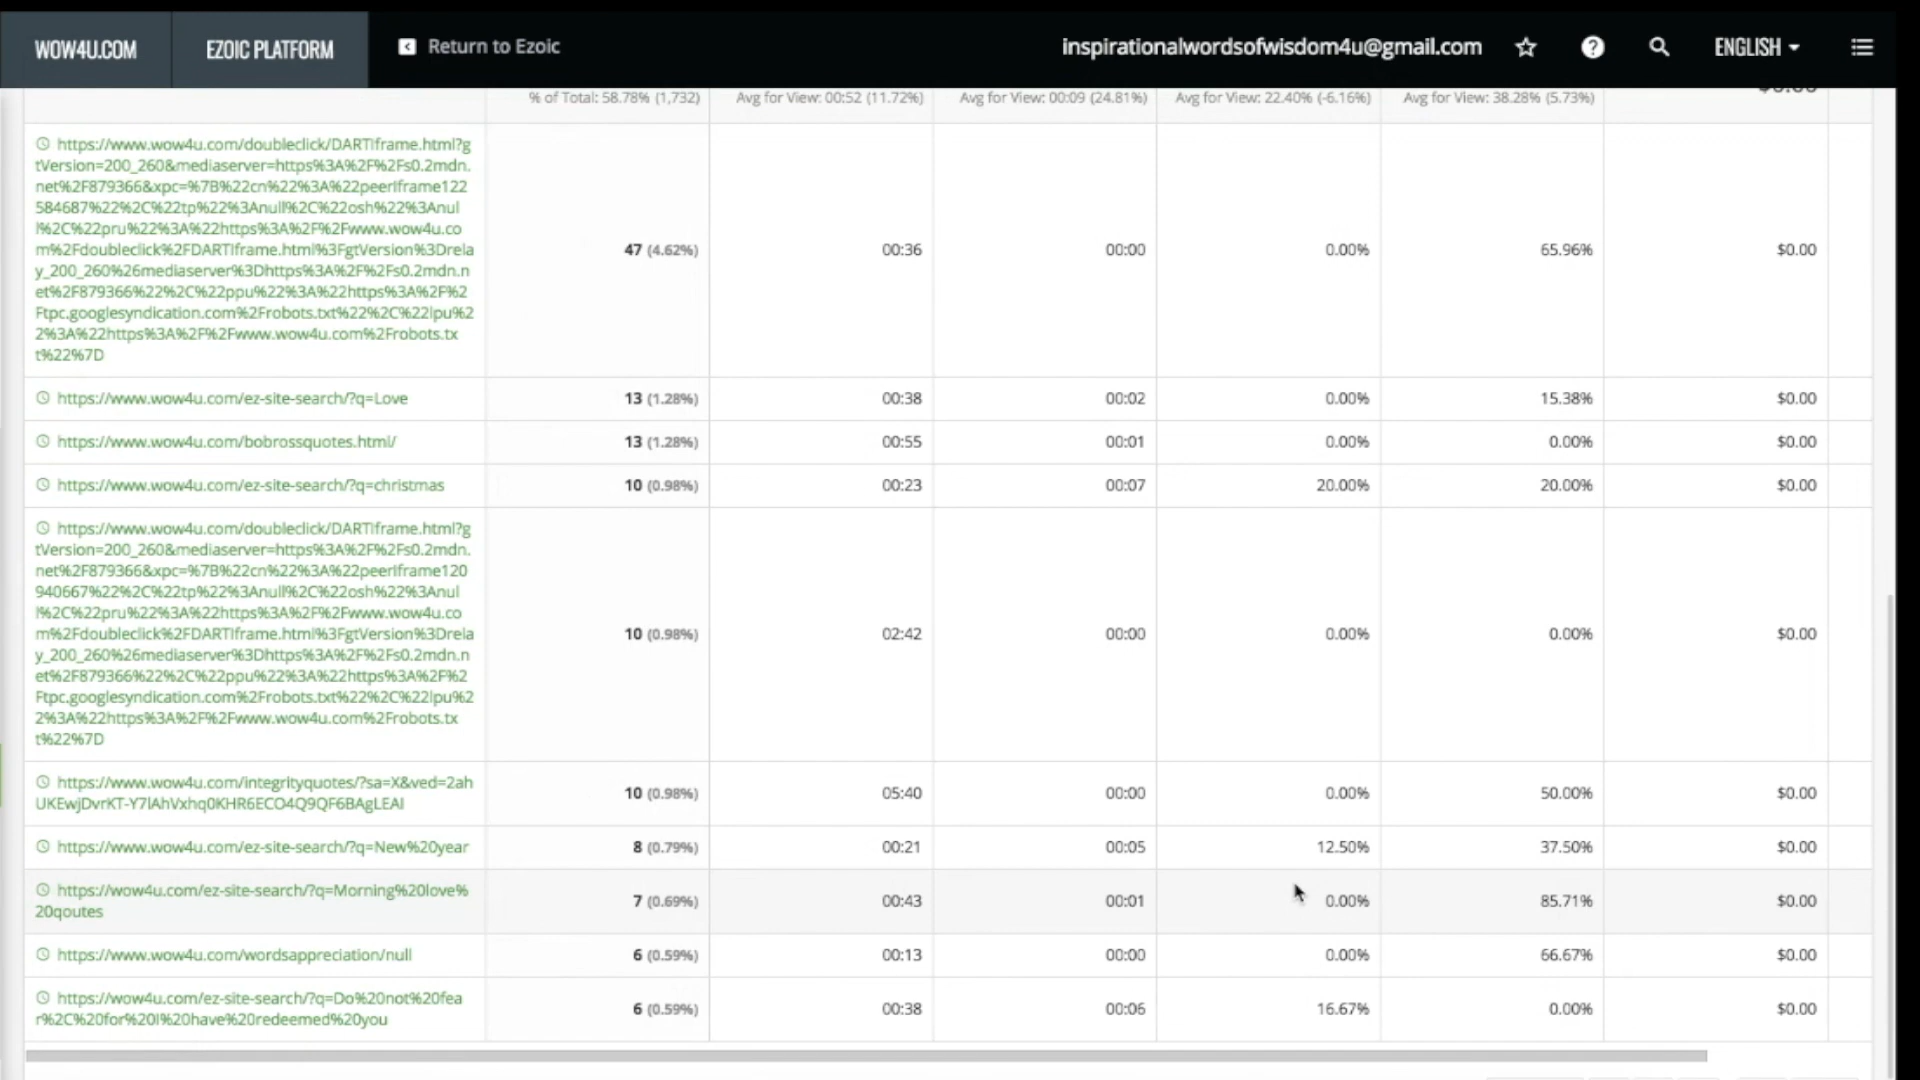 WOW4U.COM
EZOIC PLATFORM
Return to Ezoic
inspirationalwordsofwisdom4u@gmail.com
ENGLISH
% of Total: 58.78% (1,732)
Avg for View: 00:52 (11.72%)
Avg for View: 00:09 (24.81%)
Avg for View: 22.40% (-6.16%)
Avg for View: 38.28% (5.73%)
https://www.wow4u.com/doubleclick/DARTIframe.html?g
tVersion=200_260&mediaserver=https%3A%2F%2Fs0.2mdn.
net%2F879366&xpc=%7B%22cn%22%3A%22peerIframe122
584687%22%2C%22tp%22%3Anull%2C%22osh%22%3Anul
l%2C%22pru%22%3A%22https%3A%2F%2Fwww.wow4u.co
m%2Fdoubleclick%2FDARTIframe.html%3FgtVersion%3Drela
y_200_260%26mediaserver%3Dhttps%3A%2F%2Fs0.2mdn.n
et%2F879366%22%2C%22ppu%22%3A%22https%3A%2F%2
Ftpc.googlesyndication.com%2Frobots.txt%22%2C%22lpu%2
2%3A%22https%3A%2F%2Fwww.wow4u.com%2Frobots.tx
t%22%7D
47 (4.62%)
00:36
00:00
0.00%
65.96%
$0.00
https://www.wow4u.com/ez-site-search/?q=Love
13 (1.28%)
00:38
00:02
0.00%
15.38%
$0.00
https://www.wow4u.com/bobrossquotes.html/
13 (1.28%)
00:55
00:01
0.00%
0.00%
$0.00
https://www.wow4u.com/ez-site-search/?q=christmas
10 (0.98%)
00:23
00:07
20.00%
20.00%
$0.00
https://www.wow4u.com/doubleclick/DARTIframe.html?g
tVersion=200_260&mediaserver=https%3A%2F%2Fs0.2mdn.
net%2F879366&xpc=%7B%22cn%22%3A%22peerIframe120
940667%22%2C%22tp%22%3Anull%2C%22osh%22%3Anul
l%2C%22pru%22%3A%22https%3A%2F%2Fwww.wow4u.co
m%2Fdoubleclick%2FDARTIframe.html%3FgtVersion%3Drela
y_200_260%26mediaserver%3Dhttps%3A%2F%2Fs0.2mdn.n
et%2F879366%22%2C%22ppu%22%3A%22https%3A%2F%2
Ftpc.googlesyndication.com%2Frobots.txt%22%2C%22lpu%2
2%3A%22https%3A%2F%2Fwww.wow4u.com%2Frobots.tx
t%22%7D
10 (0.98%)
02:42
00:00
0.00%
0.00%
$0.00
https://www.wow4u.com/integrityquotes/?sa=X&ved=2ah
UKEwjDvrKT-Y7lAhVxhq0KHR6ECO4Q9QF6BAgLEAI
10 (0.98%)
05:40
00:00
0.00%
50.00%
$0.00
https://www.wow4u.com/ez-site-search/?q=New%20year
8 (0.79%)
00:21
00:05
12.50%
37.50%
$0.00
https://wow4u.com/ez-site-search/?q=Morning%20love%
20qoutes
7 (0.69%)
00:43
00:01
0.00%
85.71%
$0.00
https://www.wow4u.com/wordsappreciation/null
6 (0.59%)
00:13
00:00
0.00%
66.67%
$0.00
https://wow4u.com/ez-site-search/?q=Do%20not%20fea
r%2C%20for%20I%20have%20redeemed%20you
6 (0.59%)
00:38
00:06
16.67%
0.00%
$0.00